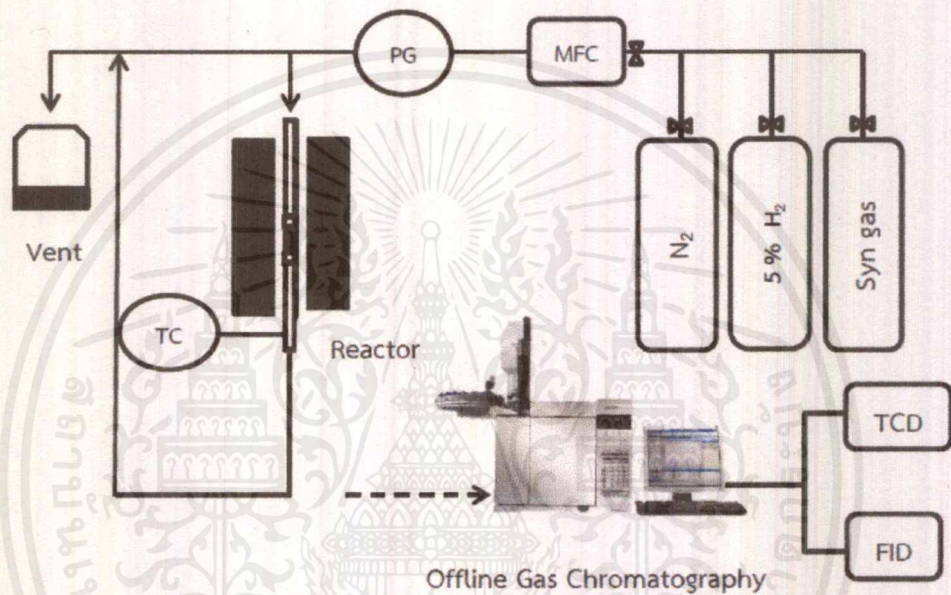 PG
MFC
N₂
5 % H₂
Syn gas
Vent
TC
Reactor
TCD
FID
Offline Gas Chromatography